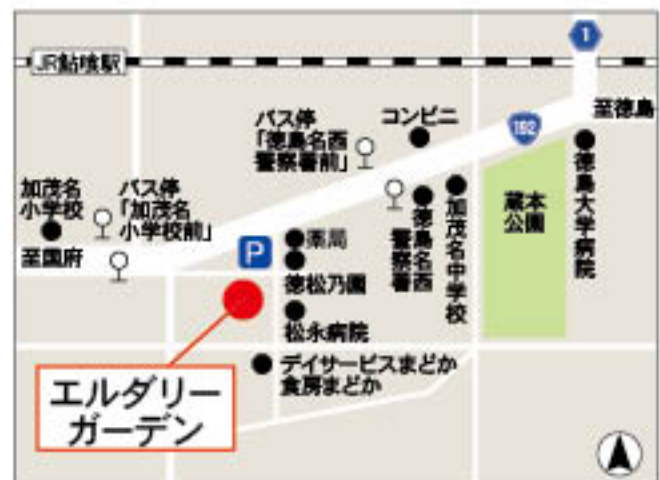 1
JR鮎喰駅
至徳島
192
コンビニ
バス停
「徳島名西
警察署前」
加茂名
小学校
バス停
「加茂名
小学校前」
至国府
P
薬局
徳松乃園
松永病院
徳島名西
警察署
加茂名中学校
蔵本
公園
徳島大学病院
デイサービスまどか
食房まどか
エルダリー
ガーデン